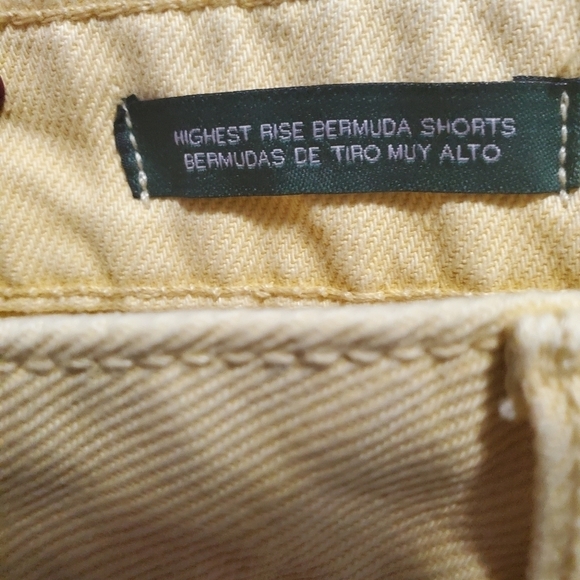 HIGHEST RISE BERMUDA SHORTS
BERMUDAS DE TIRO MUY ALTO